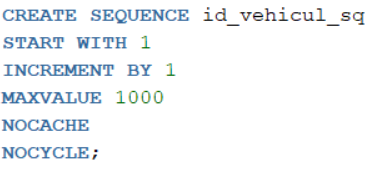 CREATE SEQUENCE id_vehicul_sq
START WITH 1
INCREMENT BY 1
MAXVALUE 1000
NOCACHE
NOCYCLE;